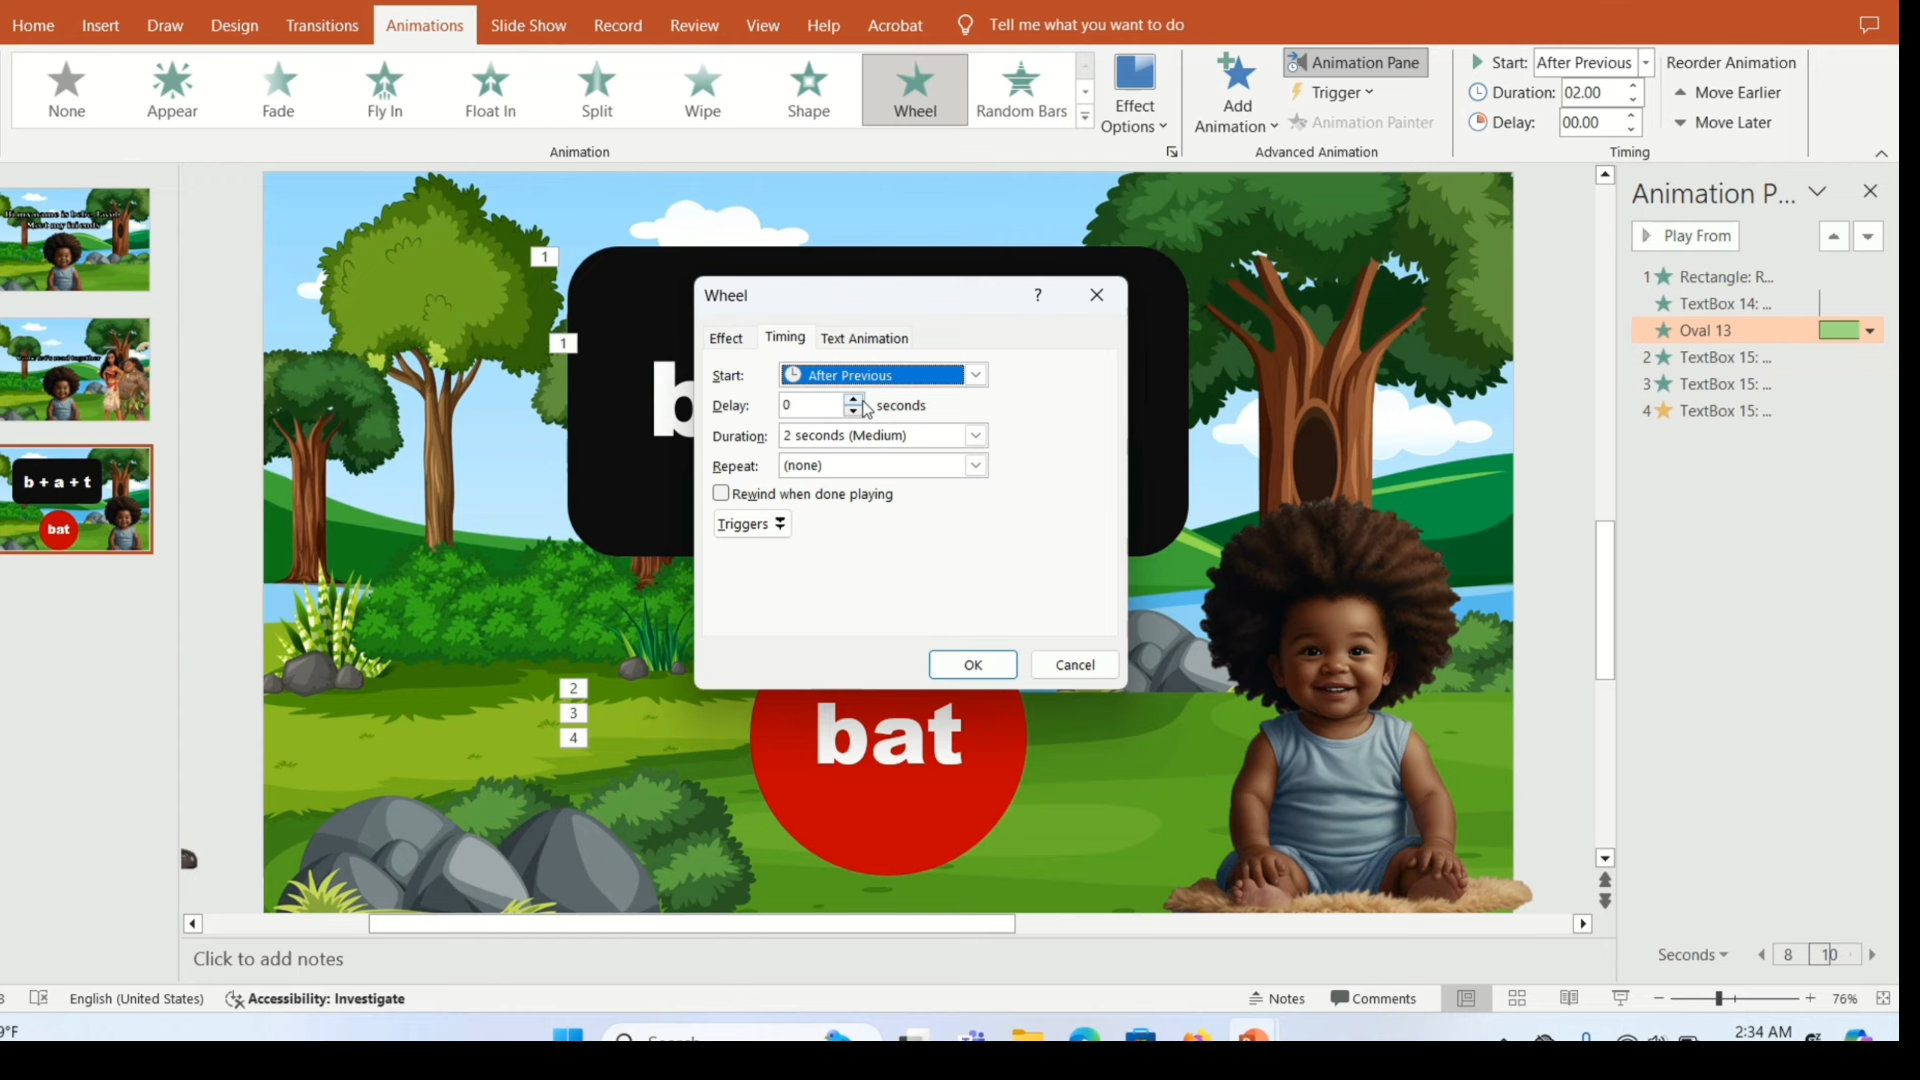 Home Insert Draw Design Transitions Animations Slide Show Record Review View Help Acrobat Tell me what you want to do
None Appear Fade Fly In Float In Split Wipe Shape Wheel Random Bars
Animation
Effect Options
Add Animation
Animation Pane
Trigger
Animation Painter
Advanced Animation
Start: After Previous
Duration: 02.00
Delay: 00.00
Reorder Animation
Move Earlier
Move Later
Timing
Meet my friends
b + a + t
bat
1
1
b
2
3
4
bat
Wheel ?
Effect Timing Text Animation
Start: After Previous
Delay: 0 seconds
Duration: 2 seconds (Medium)
Repeat: (none)
Rewind when done playing
Triggers
OK Cancel
Animation P...
Play From
1 Rectangle: R...
TextBox 14: ...
Oval 13
2 TextBox 15: ...
3 TextBox 15: ...
4 TextBox 15: ...
Seconds 8 10
Click to add notes
English (United States) Accessibility: Investigate Notes Comments 76%
9°F
2:34 AM